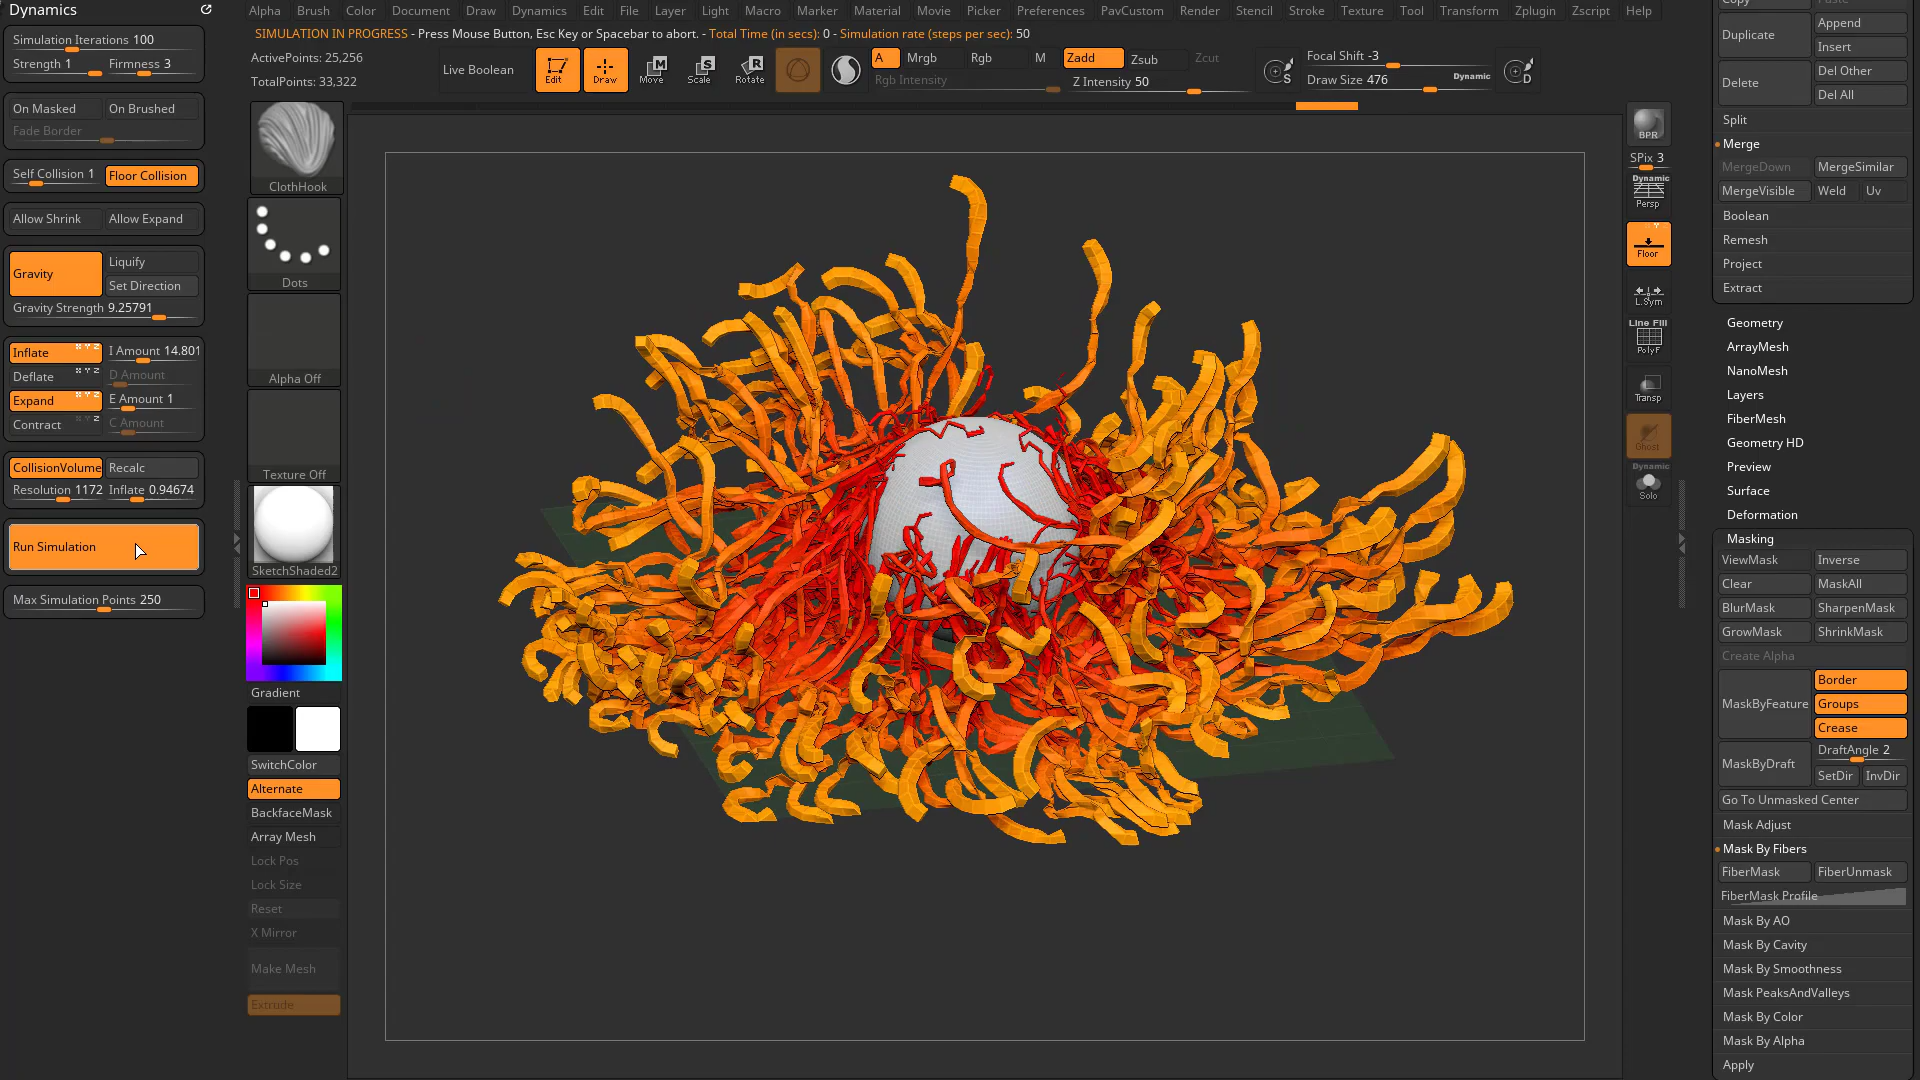 Dynamics
Simulation Iterations 100
Strength 1 Firmness 3
On Masked On Brushed
Fade Border
Self Collision 1 Floor Collision
Allow Shrink Allow Expand
Gravity
Liquify
Set Direction
Gravity Strength 9.25791
Inflate I Amount 14.801
Deflate D Amount
Expand E Amount 1
Contract C Amount
CollisionVolume Recalc
Resolution 1172 Inflate 0.94674
Run Simulation
Max Simulation Points 250
Alpha Brush Color Document Draw Dynamics Edit File Layer Light Macro Marker Material Movie Picker Preferences PavCustom Render Stencil Stroke Texture Tool Transform Zplugin Zscript Help
SIMULATION IN PROGRESS - Press Mouse Button, Esc Key or Spacebar to abort. - Total Time (in secs): 0 - Simulation rate (steps per sec): 50
ActivePoints: 25,256
TotalPoints: 33,322
Live Boolean
Edit
Draw
M
Move
S
Scale
R
Rotate
A Mrgb Rgb M Zadd Zsub Zcut
Rgb Intensity Z Intensity 50
S
Focal Shift -3
Draw Size 476 Dynamic
D
ClothHook
Dots
Alpha Off
Texture Off
SketchShaded2
Gradient
SwitchColor
Alternate
BackfaceMask
Array Mesh
Lock Pos
Lock Size
Reset
X Mirror
Make Mesh
Extrude
BPR
SPix 3
Dynamic
Persp
Floor
L.Sym
Line Fill
PolyF
Transp
Ghost
Dynamic
Solo
Copy Paste
Duplicate
Append
Insert
Delete
Del Other
Del All
Split
Merge
MergeDown MergeSimilar
MergeVisible Weld Uv
Boolean
Remesh
Project
Extract
Geometry
ArrayMesh
NanoMesh
Layers
FiberMesh
Geometry HD
Preview
Surface
Deformation
Masking
ViewMask Inverse
Clear MaskAll
BlurMask SharpenMask
GrowMask ShrinkMask
Create Alpha
MaskByFeature
Border
Groups
Crease
MaskByDraft
DraftAngle 2
SetDir InvDir
Go To Unmasked Center
Mask Adjust
Mask By Fibers
FiberMask FiberUnmask
FiberMask Profile
Mask By AO
Mask By Cavity
Mask By Smoothness
Mask PeaksAndValleys
Mask By Color
Mask By Alpha
Apply